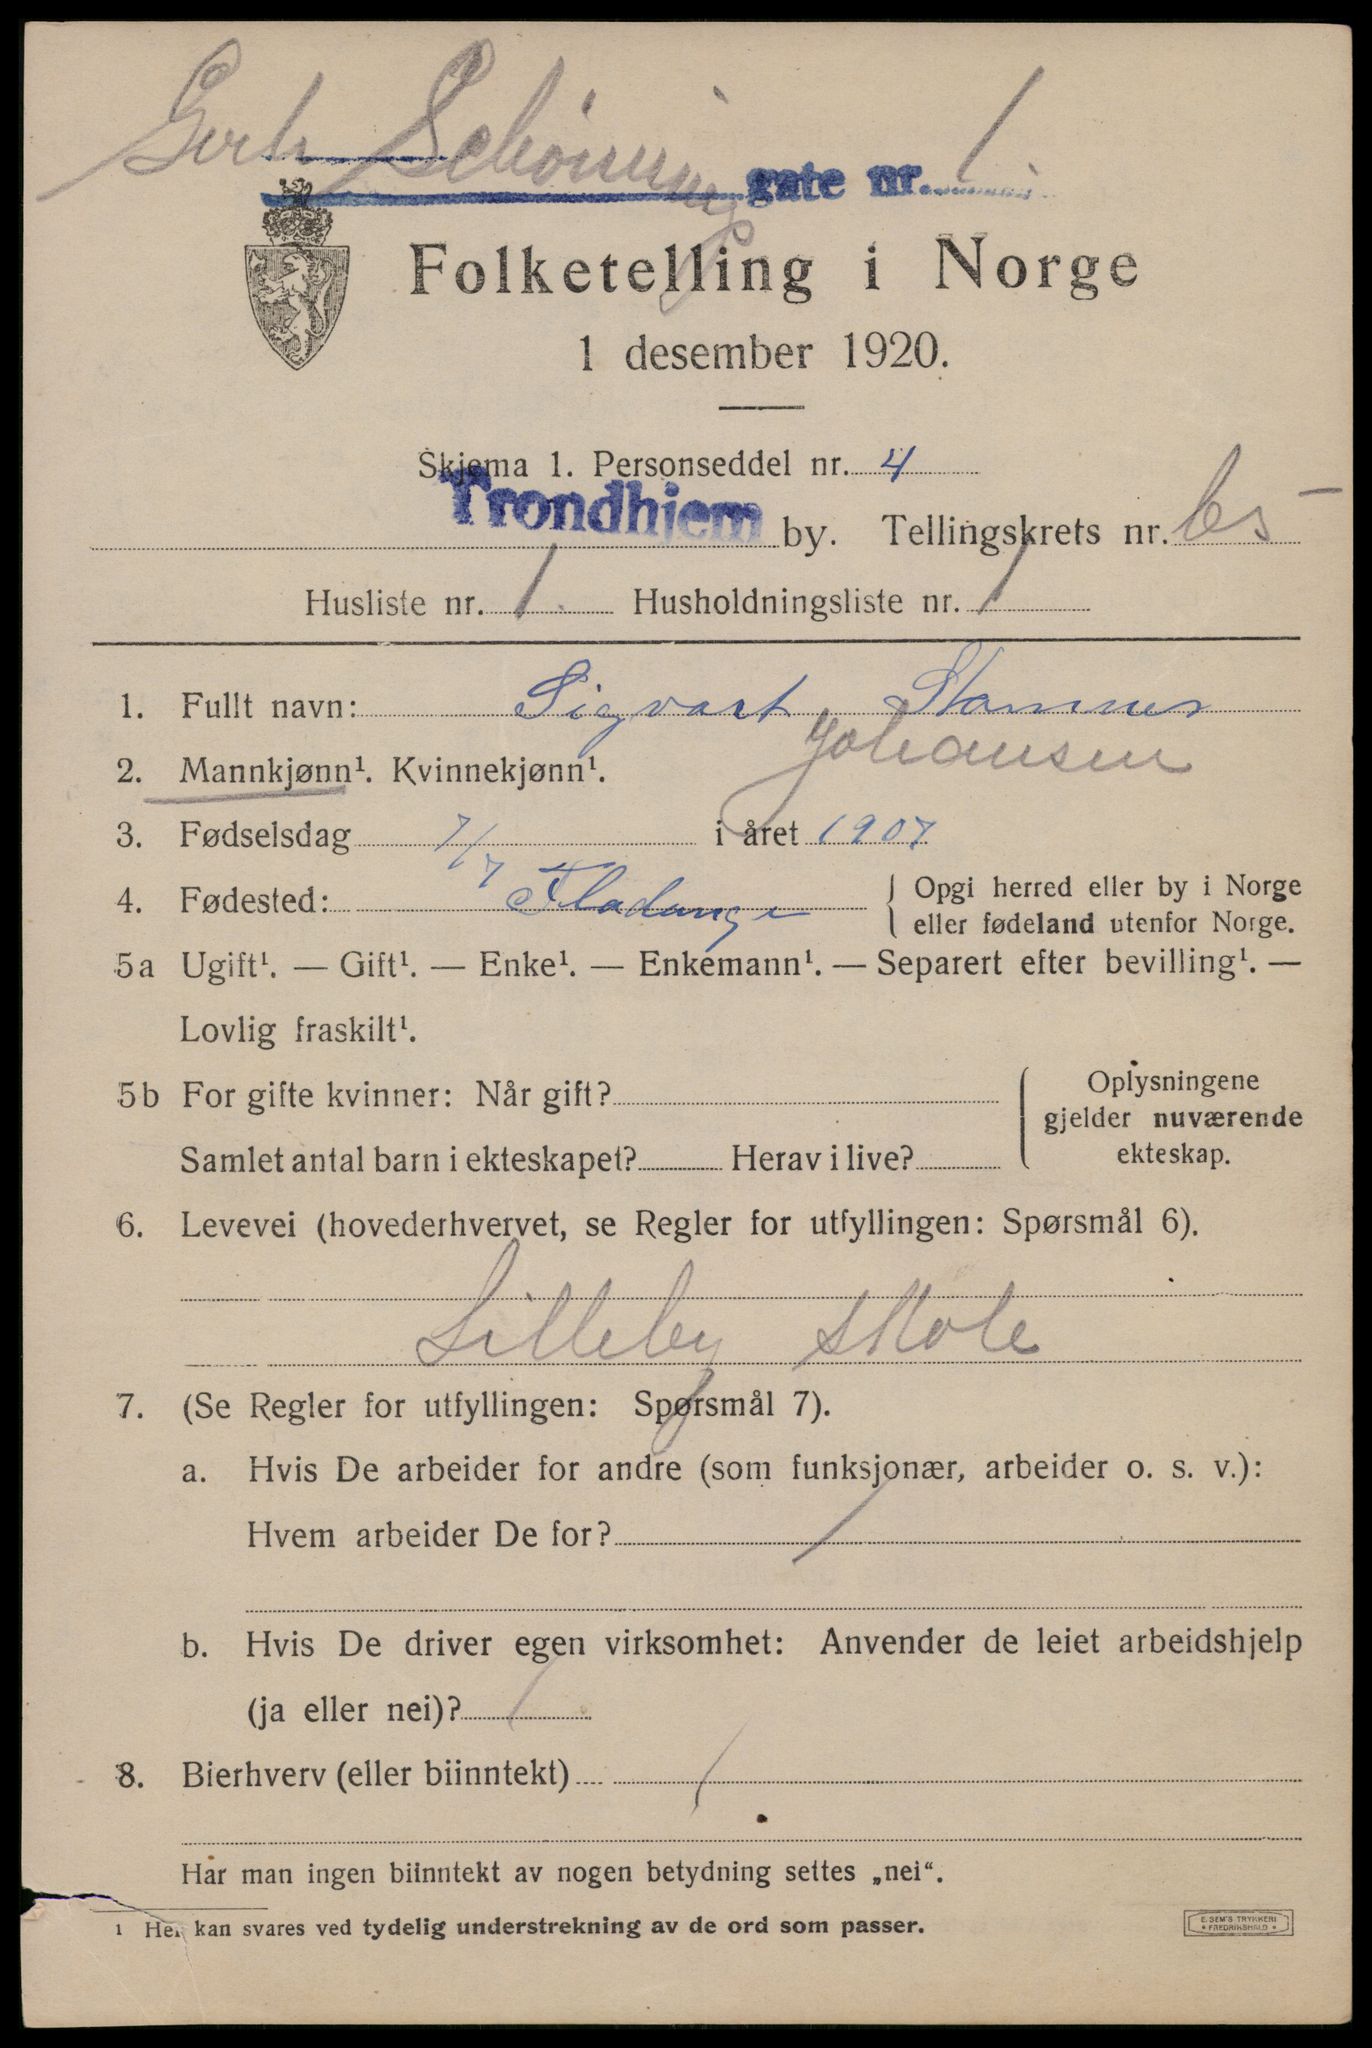 Gerh Schønings gate nr. 1.
Folketelling i Norge
1 desember 1920.
Skjema 1. Personseddel nr. 4
Trondhjem by. Tellingskrets nr. 65
Husliste nr. 1. Husholdningsliste nr. 1
1. Fullt navn: Sigvart Stamnes
Johansen
2. Mannkjønn¹. Kvinnekjønn¹.
3. Fødselsdag 7/7 i året 1907
4. Fødested: Fladanger { Opgi herred eller by i Norge
eller fødeland utenfor Norge.
5a Ugift¹. — Gift¹. — Enke¹. — Enkemann¹. — Separert efter bevilling¹. —
Lovlig fraskilt¹.
5b For gifte kvinner: Når gift?
Samlet antal barn i ekteskapet? Herav i live?
Oplysningene
gjelder nuværende
ekteskap.
6. Levevei (hovederhvervet, se Regler for utfyllingen: Spørsmål 6).
Lilleby skole
7. (Se Regler for utfyllingen: Spørsmål 7).
a. Hvis De arbeider for andre (som funksjonær, arbeider o. s. v.):
Hvem arbeider De for? /
b. Hvis De driver egen virksomhet: Anvender de leiet arbeidshjelp
(ja eller nei)? /
8. Bierhverv (eller biinntekt) /
Har man ingen biinntekt av nogen betydning settes „nei“.
1 Her kan svares ved tydelig understrekning av de ord som passer.
E. SEM'S TRYKKERI
FREDRIKSHALD